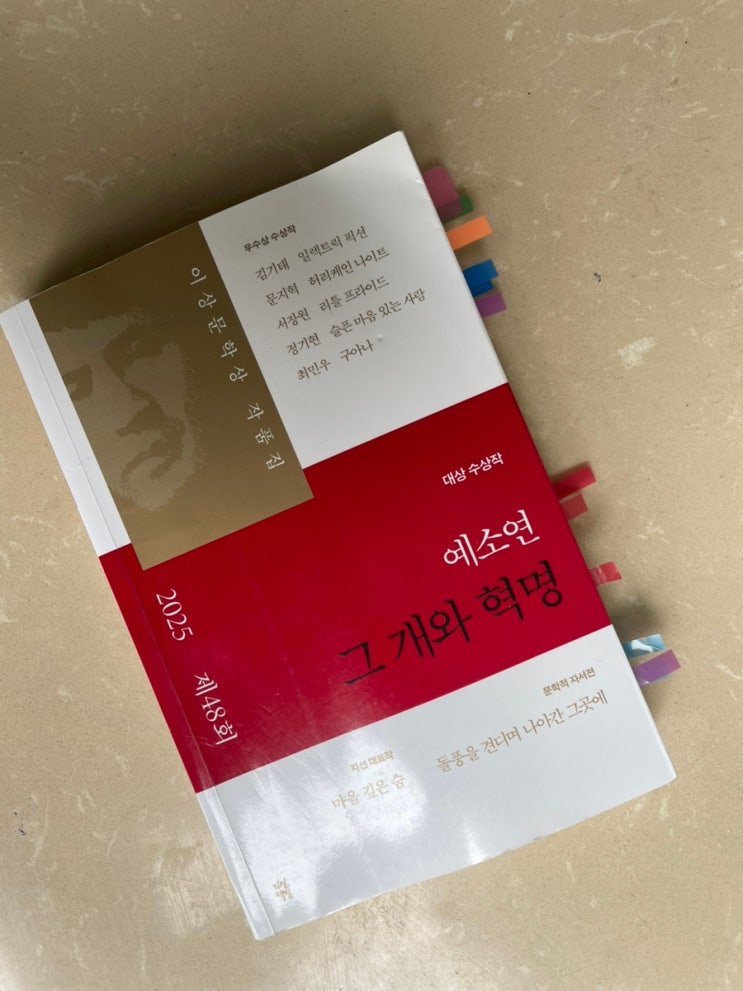 이상문학상 작품집
우수상 수상작
김기태 일렉트릭 픽션
문지혁 허리케인 나이트
서장원 리틀 프라이드
정기현 슬픈 마음 있는 사람
최민우 구아나
대상 수상작
예소연
그 개와 혁명
2025 제48회
문학적 자서전
돌풍을 견디며 나아간 그곳에
자선 대표작
마음 깊은 숨